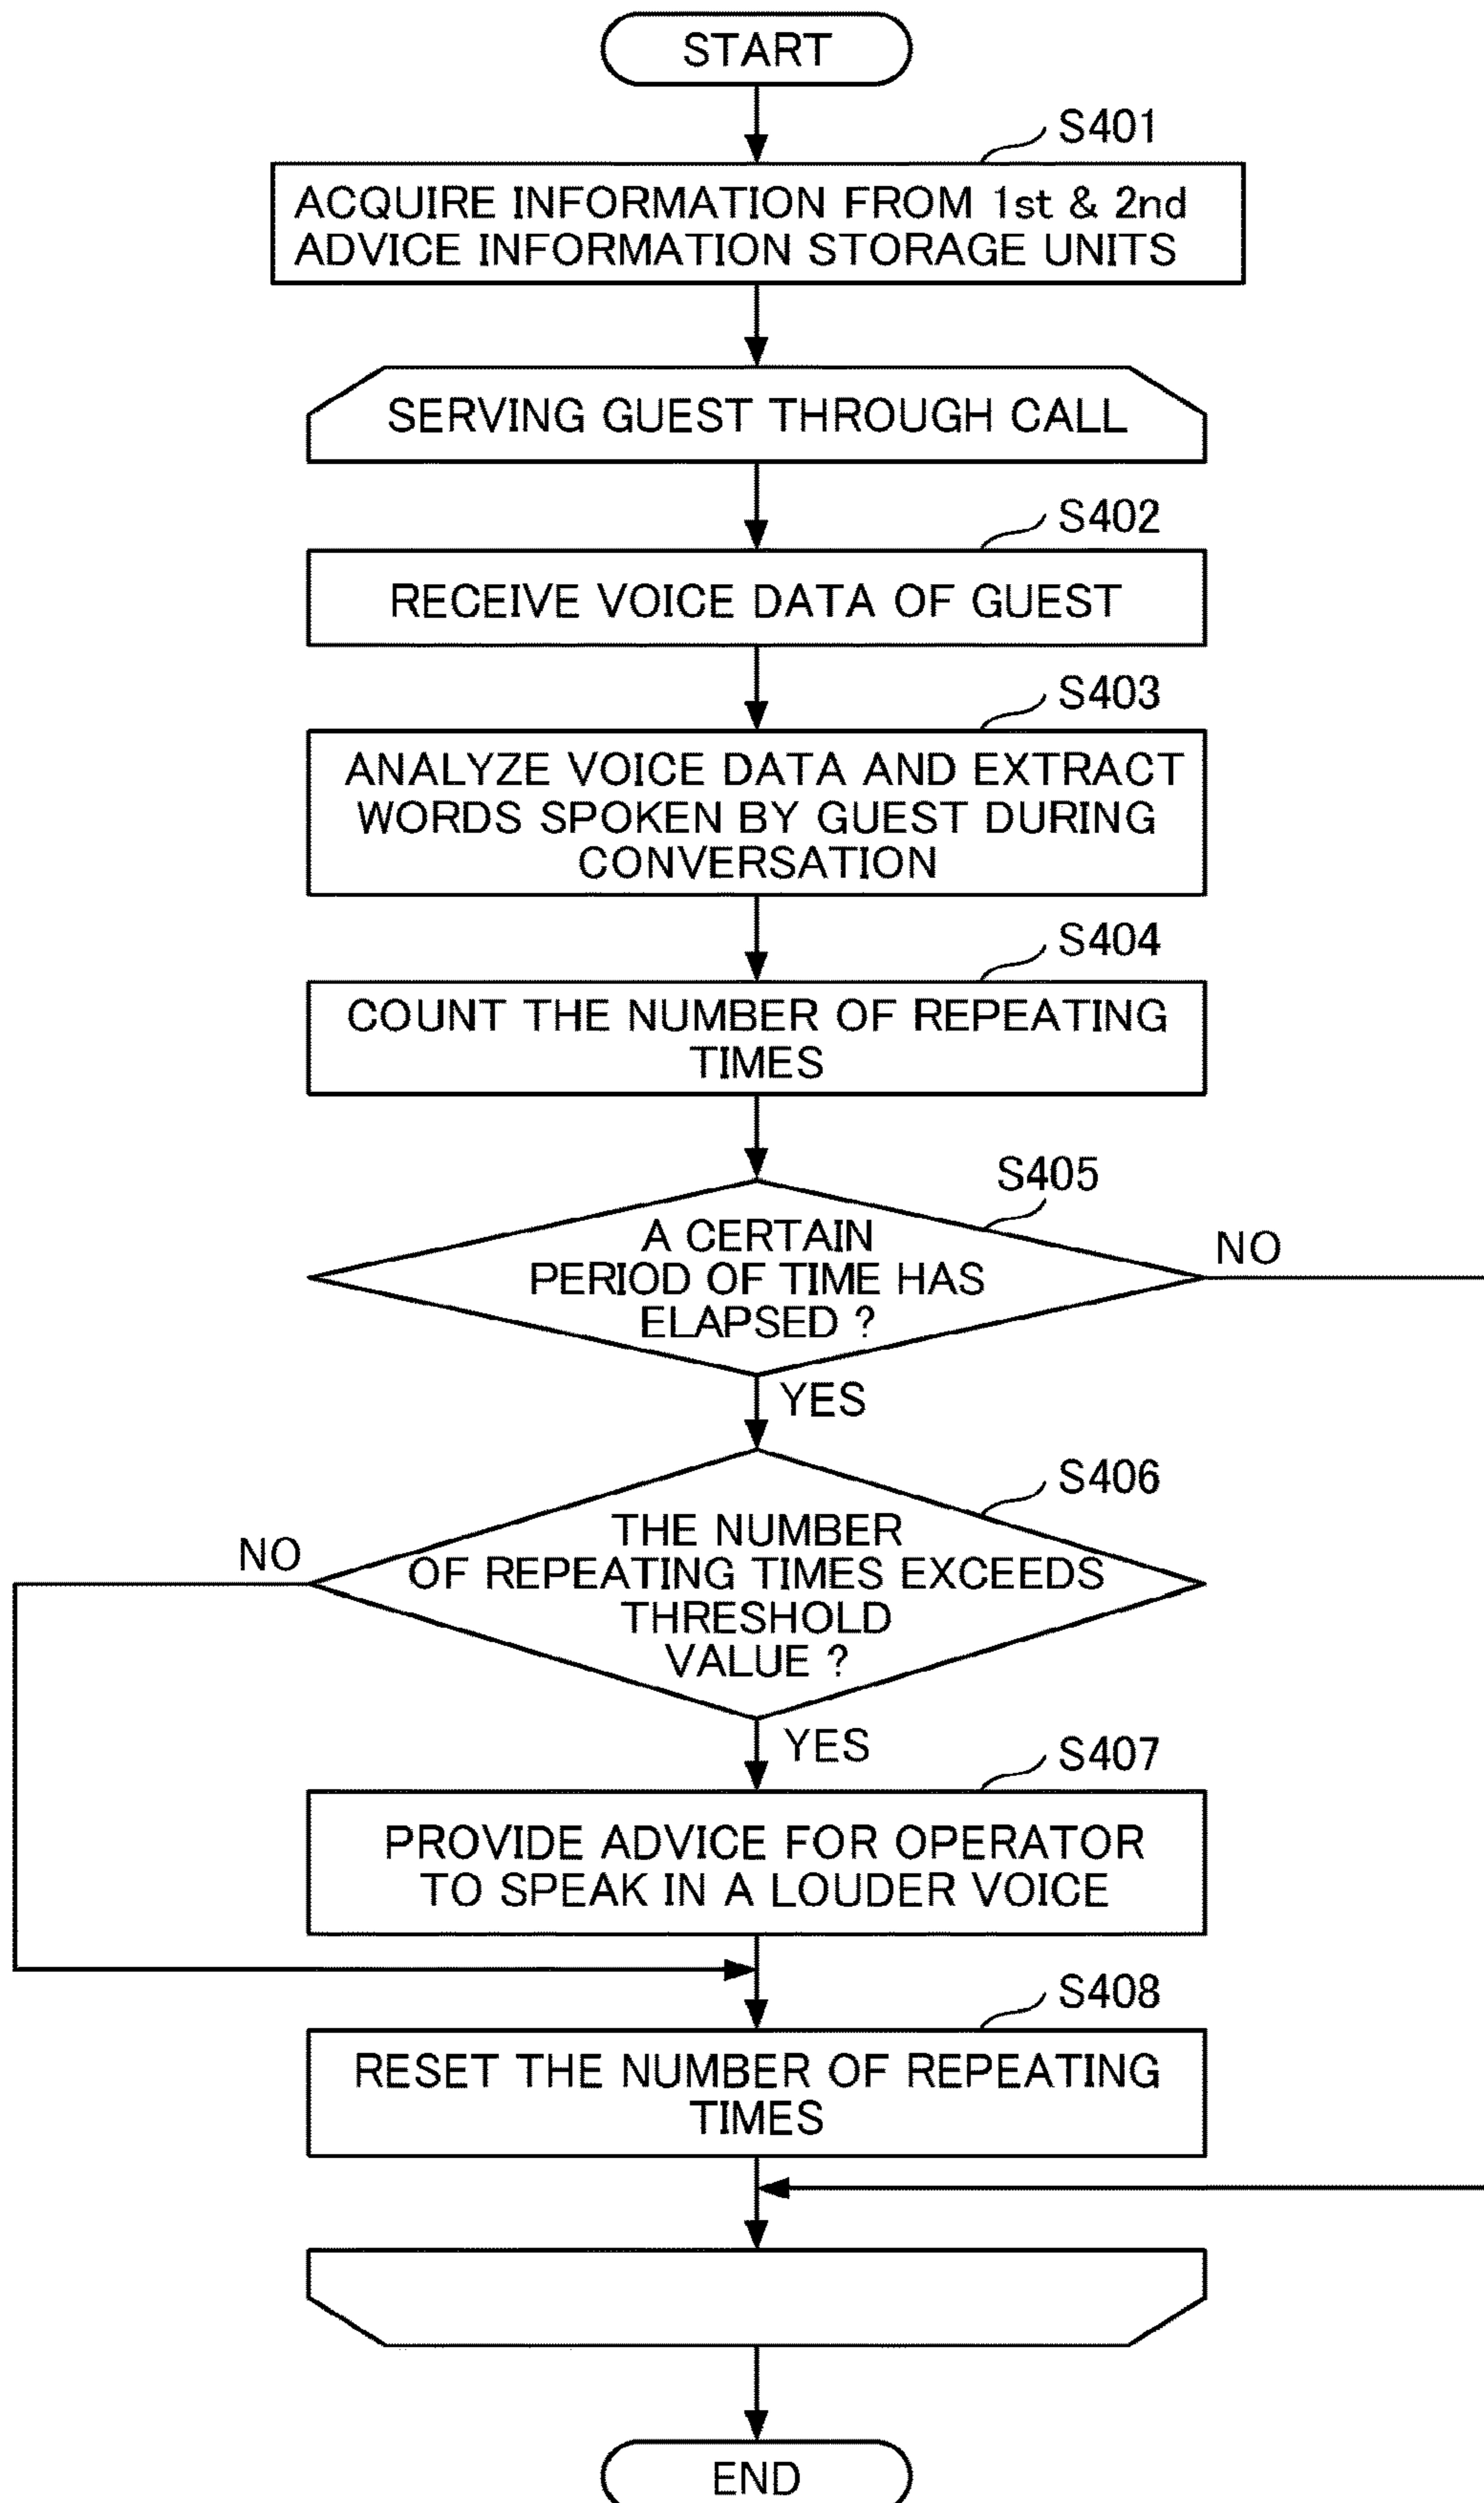 START
S401
ACQUIRE INFORMATION FROM 1st & 2nd
ADVICE INFORMATION STORAGE UNITS
SERVING GUEST THROUGH CALL
S402
RECEIVE VOICE DATA OF GUEST
S403
ANALYZE VOICE DATA AND EXTRACT
WORDS SPOKEN BY GUEST DURING
CONVERSATION
S404
COUNT THE NUMBER OF REPEATING
TIMES
S405
A CERTAIN
PERIOD OF TIME HAS
ELAPSED ?
NO
YES
S406
THE NUMBER
OF REPEATING TIMES EXCEEDS
THRESHOLD
VALUE ?
NO
YES
S407
PROVIDE ADVICE FOR OPERATOR
TO SPEAK IN A LOUDER VOICE
S408
RESET THE NUMBER OF REPEATING
TIMES
END